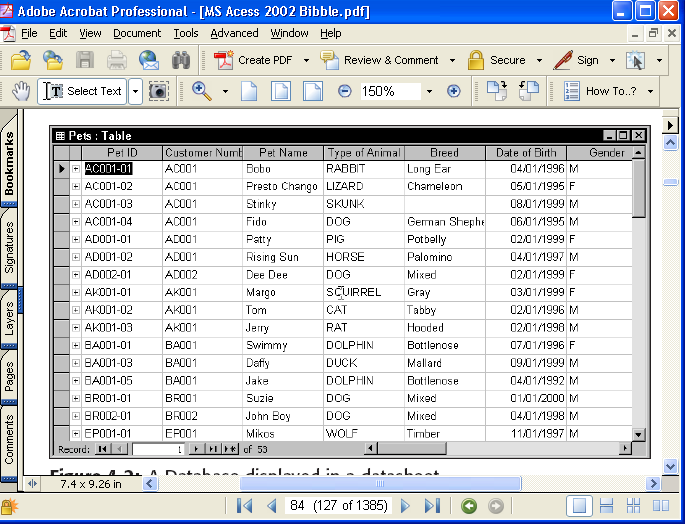 Adobe Acrobat Professional - [MS Acess 2002 Bibble.pdf]
File Edit View Document Tools Advanced Window Help
Create PDF Review & Comment Secure Sign
Select Text 150% How To..?
Bookmarks
Signatures
Layers
Pages
Comments
Pets : Table
Pet ID Customer Numb Pet Name Type of Animal Breed Date of Birth Gender
AC001-01 AC001 Bobo RABBIT Long Ear 04/01/1996 M
AC001-02 AC001 Presto Chango LIZARD Chameleon 05/01/1996 F
AC001-03 AC001 Stinky SKUNK 08/01/1999 M
AC001-04 AC001 Fido DOG German Shephe 06/01/1995 M
AD001-01 AD001 Patty PIG Potbelly 02/01/1999 F
AD001-02 AD001 Rising Sun HORSE Palomino 04/01/1997 M
AD002-01 AD002 Dee Dee DOG Mixed 02/01/1999 F
AK001-01 AK001 Margo SQUIRREL Gray 03/01/1999 F
AK001-02 AK001 Tom CAT Tabby 02/01/1996 M
AK001-03 AK001 Jerry RAT Hooded 02/01/1998 M
BA001-01 BA001 Swimmy DOLPHIN Bottlenose 07/01/1996 F
BA001-03 BA001 Daffy DUCK Mallard 09/01/1999 M
BA001-05 BA001 Jake DOLPHIN Bottlenose 04/01/1992 M
BR001-01 BR001 Suzie DOG Mixed 01/01/2000 M
BR002-01 BR002 John Boy DOG Mixed 04/01/1998 M
EP001-01 EP001 Mikos WOLF Timber 11/01/1997 M
Record: 1 of 53
Figure 4-2: A Database displayed in a datasheet
7.4 x 9.26 in
84 (127 of 1385)